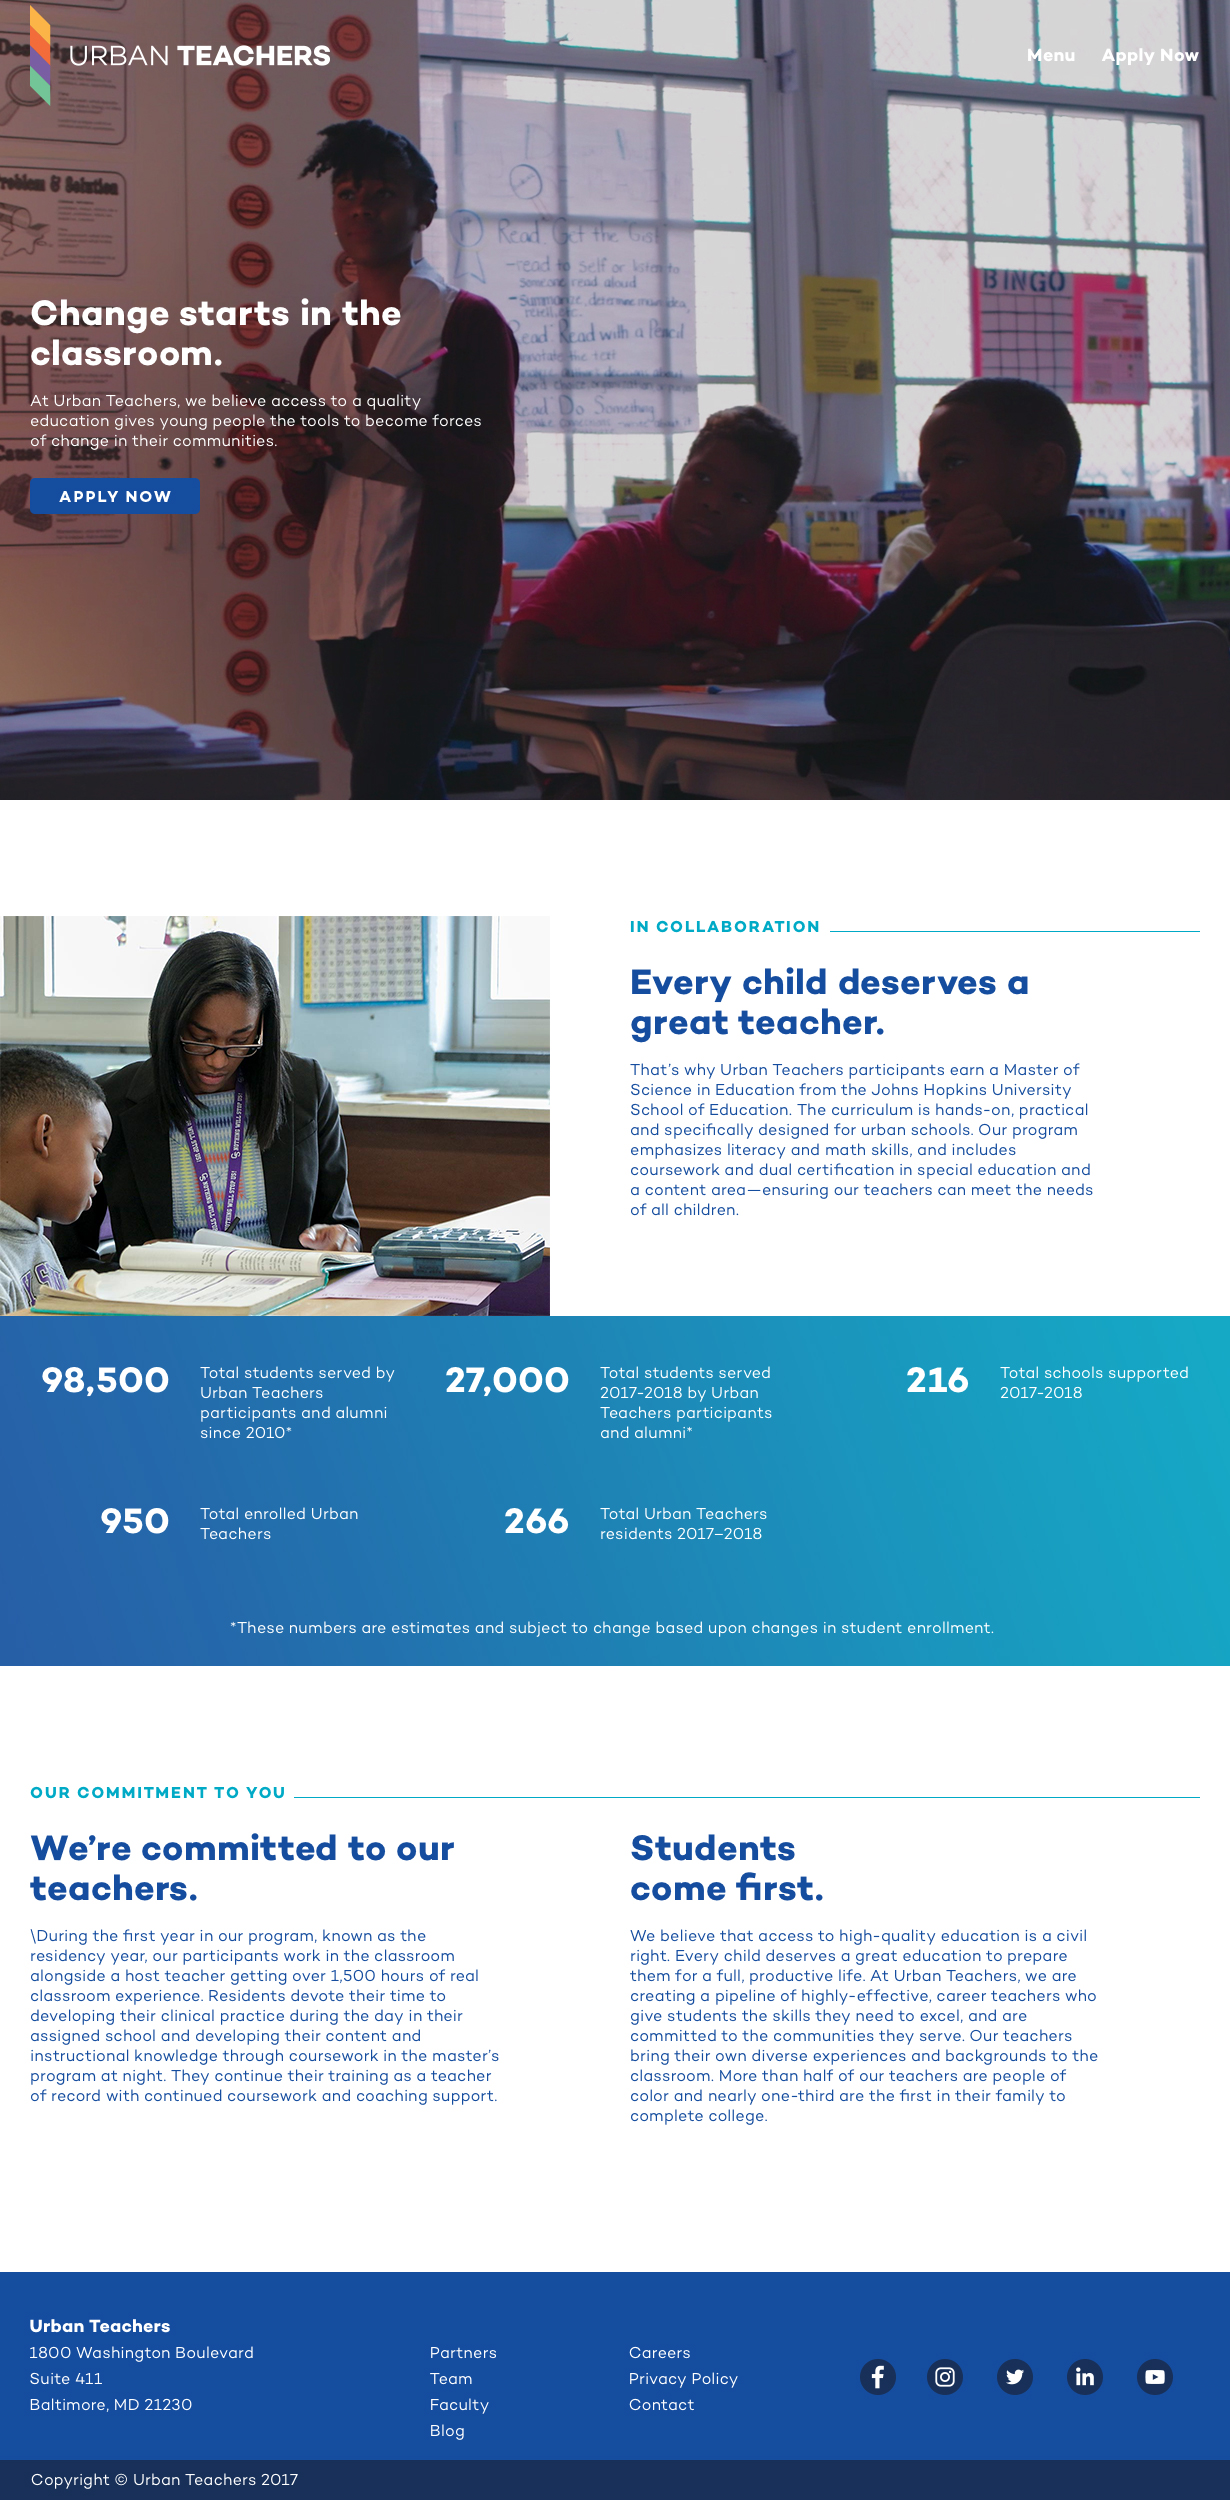 URBAN TEACHERS
Menu Apply Now
Problem & Solution
BINGO
Read, Get the Gist
-read to self or listen to
someone read aloud
-Summarize, determine main idea,
retell, etc.
Read, Read with a Pencil
Read, Do Something
Change starts in the
classroom.
At Urban Teachers, we believe access to a quality
education gives young people the tools to become forces
of change in their communities.
Cause & Effect
APPLY NOW
IN COLLABORATION
Every child deserves a
great teacher.
That’s why Urban Teachers participants earn a Master of
Science in Education from the Johns Hopkins University
School of Education. The curriculum is hands-on, practical
and specifically designed for urban schools. Our program
emphasizes literacy and math skills, and includes
coursework and dual certification in special education and
a content area—ensuring our teachers can meet the needs
of all children.
98,500
Total students served by
Urban Teachers
participants and alumni
since 2010*
27,000
Total students served
2017-2018 by Urban
Teachers participants
and alumni*
216
Total schools supported
2017-2018
950
Total enrolled Urban
Teachers
266
Total Urban Teachers
residents 2017–2018
*These numbers are estimates and subject to change based upon changes in student enrollment.
OUR COMMITMENT TO YOU
We’re committed to our
teachers.
\During the first year in our program, known as the
residency year, our participants work in the classroom
alongside a host teacher getting over 1,500 hours of real
classroom experience. Residents devote their time to
developing their clinical practice during the day in their
assigned school and developing their content and
instructional knowledge through coursework in the master’s
program at night. They continue their training as a teacher
of record with continued coursework and coaching support.
Students
come first.
We believe that access to high-quality education is a civil
right. Every child deserves a great education to prepare
them for a full, productive life. At Urban Teachers, we are
creating a pipeline of highly-effective, career teachers who
give students the skills they need to excel, and are
committed to the communities they serve. Our teachers
bring their own diverse experiences and backgrounds to the
classroom. More than half of our teachers are people of
color and nearly one-third are the first in their family to
complete college.
Urban Teachers
1800 Washington Boulevard
Suite 411
Baltimore, MD 21230
Partners
Team
Faculty
Blog
Careers
Privacy Policy
Contact
Copyright © Urban Teachers 2017